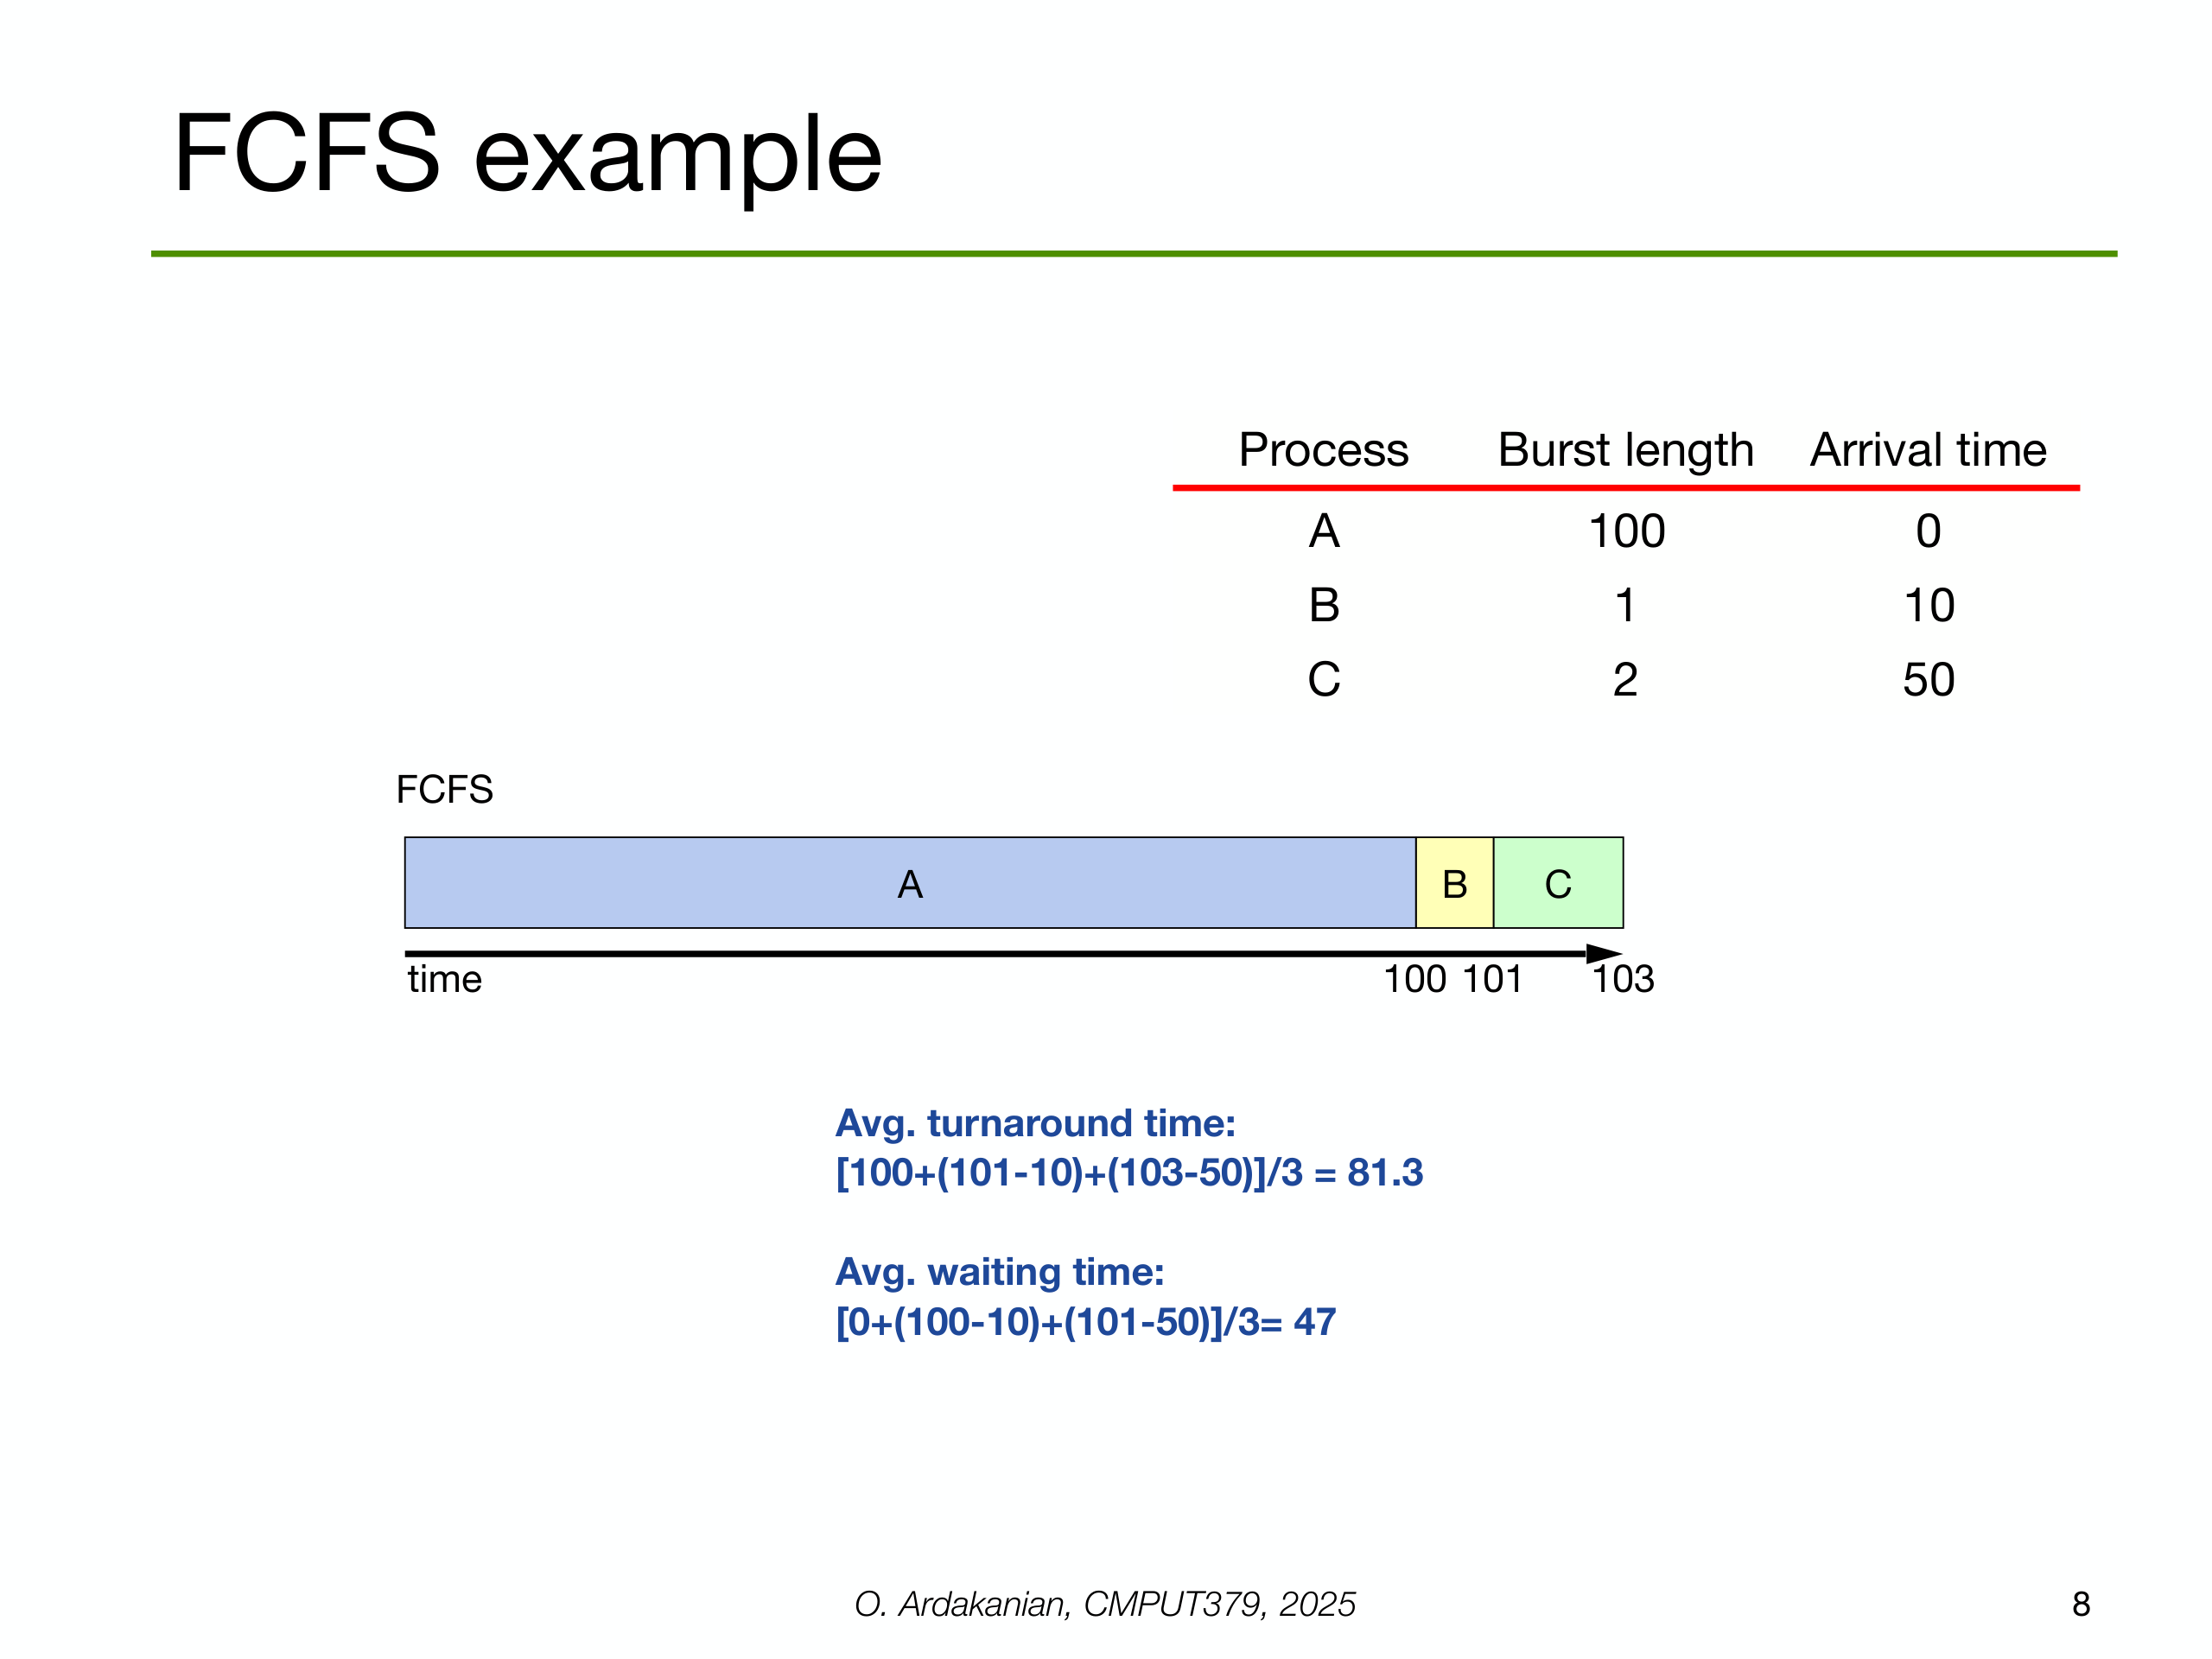 FCFS example
Process Burst length Arrival time
A 100 0
B 1 10
C 2 50
FCFS
A B C
time 100 101 103
Avg. turnaround time:
[100+(101-10)+(103-50)]/3 = 81.3
Avg. waiting time:
[0+(100-10)+(101-50)]/3= 47
O. Ardakanian, CMPUT379, 2025 8